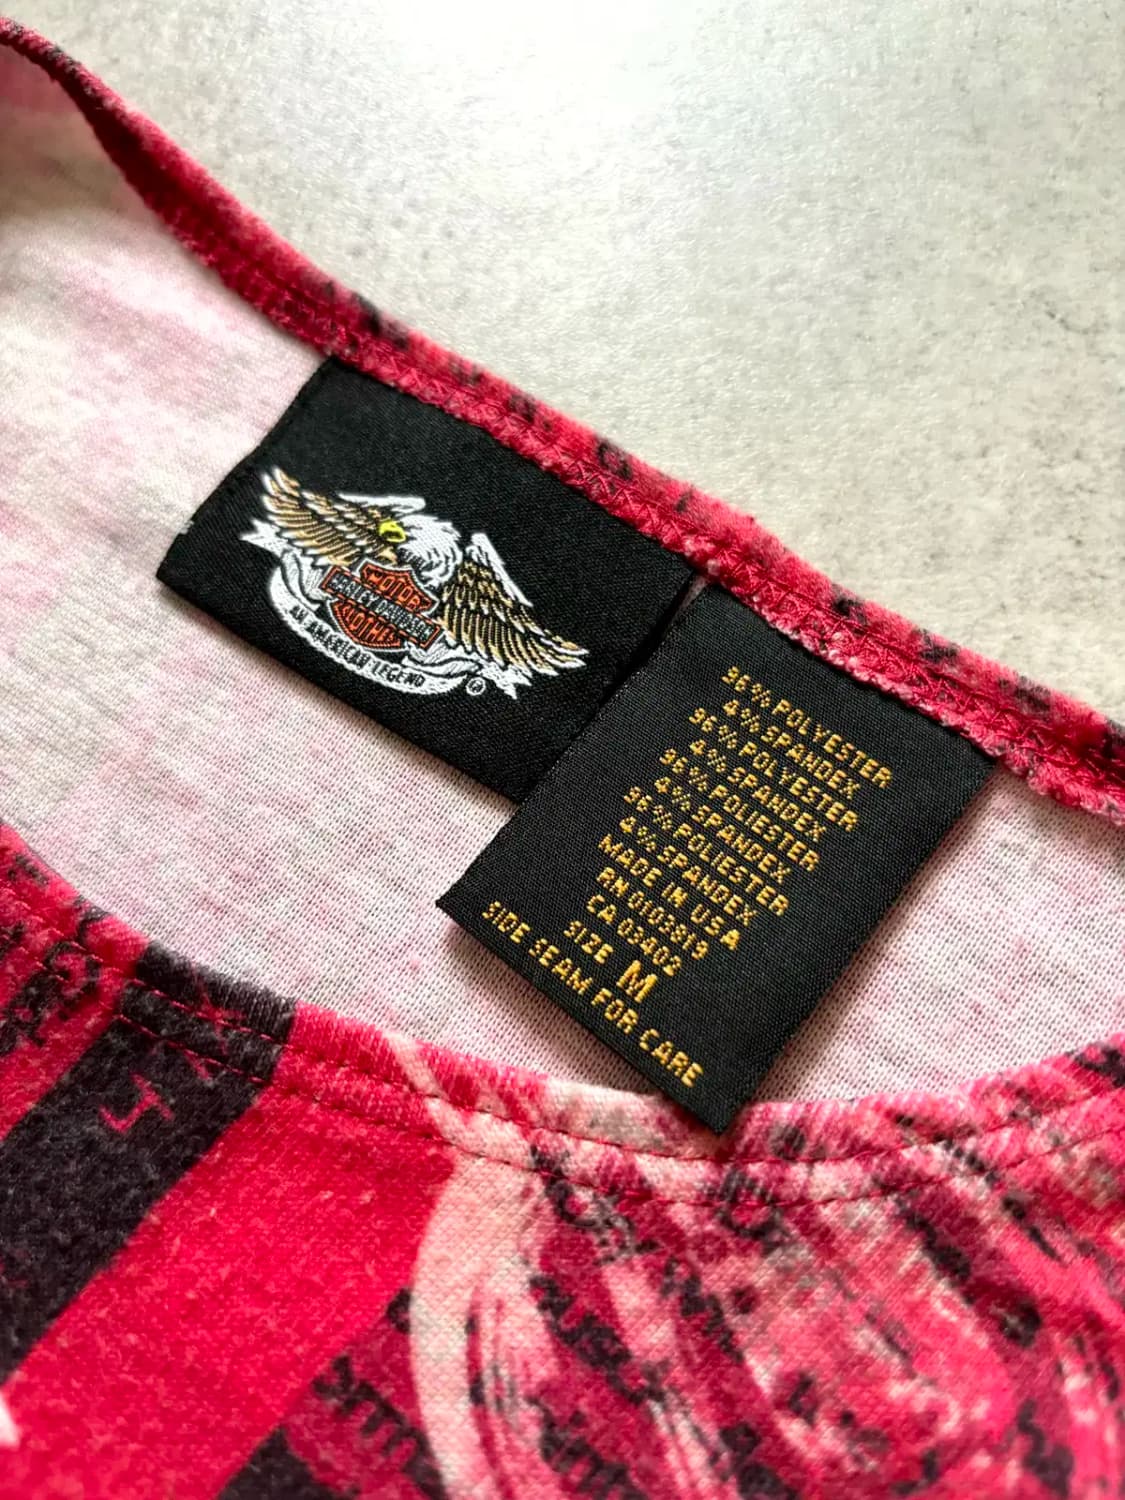 MOTOR
HARLEY-DAVIDSON
CLOTHES
AN AMERICAN LEGEND
®
96% POLYESTER
4% SPANDEX
96% POLYESTER
4% SPANDEX
96% POLIESTER
4% SPANDEX
96% POLIESTER
4% SPANDEX
MADE IN USA
RN 0103819
CA 03402
SIZE M
SIDE SEAM FOR CARE